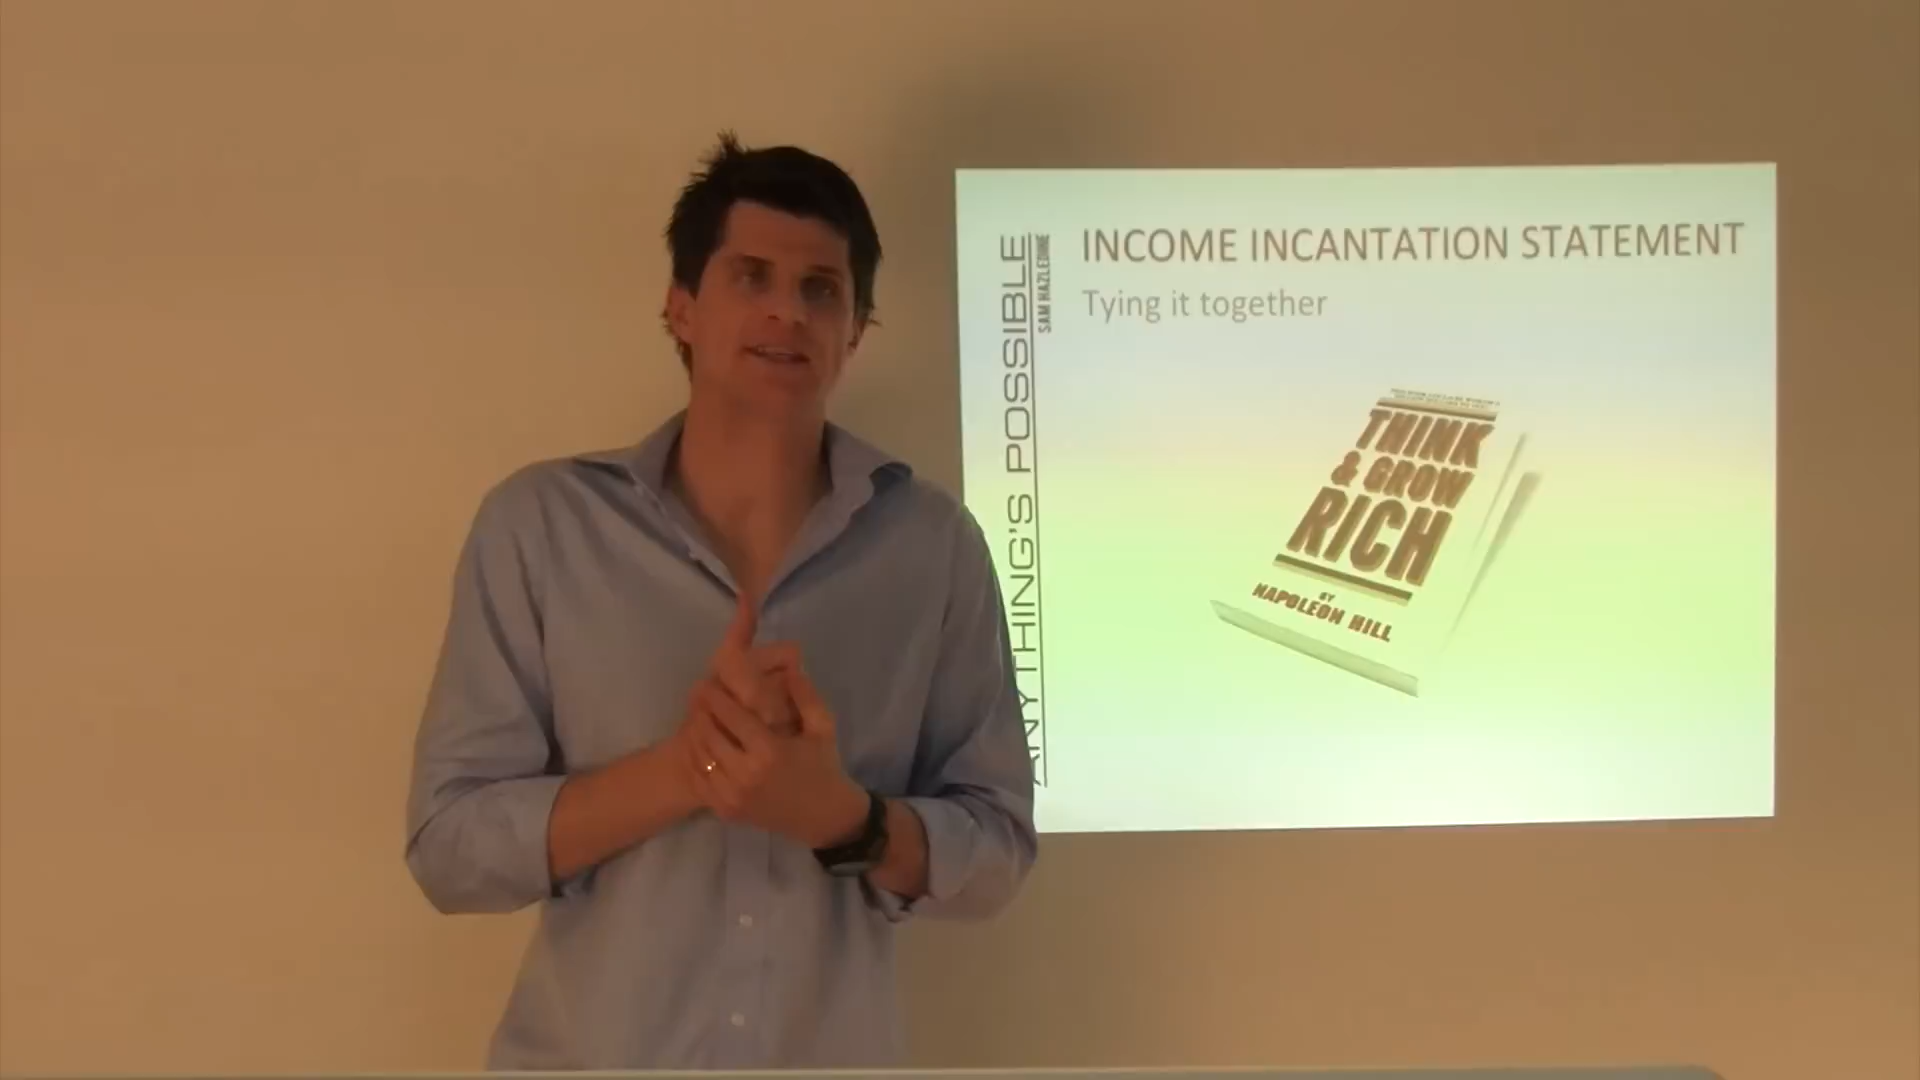 INCOME INCANTATION STATEMENT
Tying it together
ANYTHING'S POSSIBLE
SAM HAZLEDINE
THINK
& GROW
RICH
BY
NAPOLEON HILL